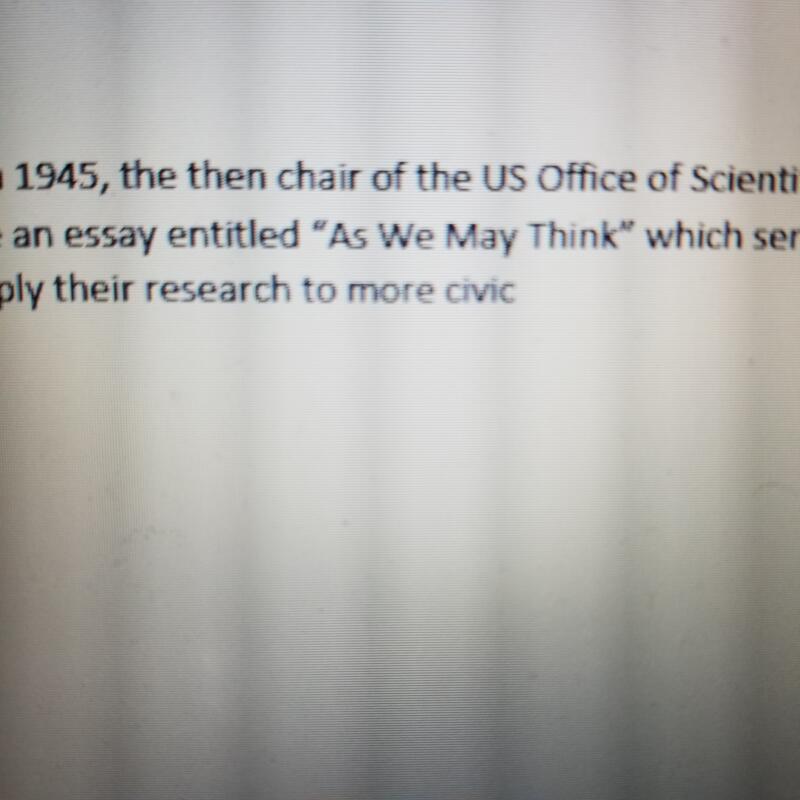 1945, the then chair of the US Office of Scienti
an essay entitled “As We May Think” which ser
ply their research to more civic